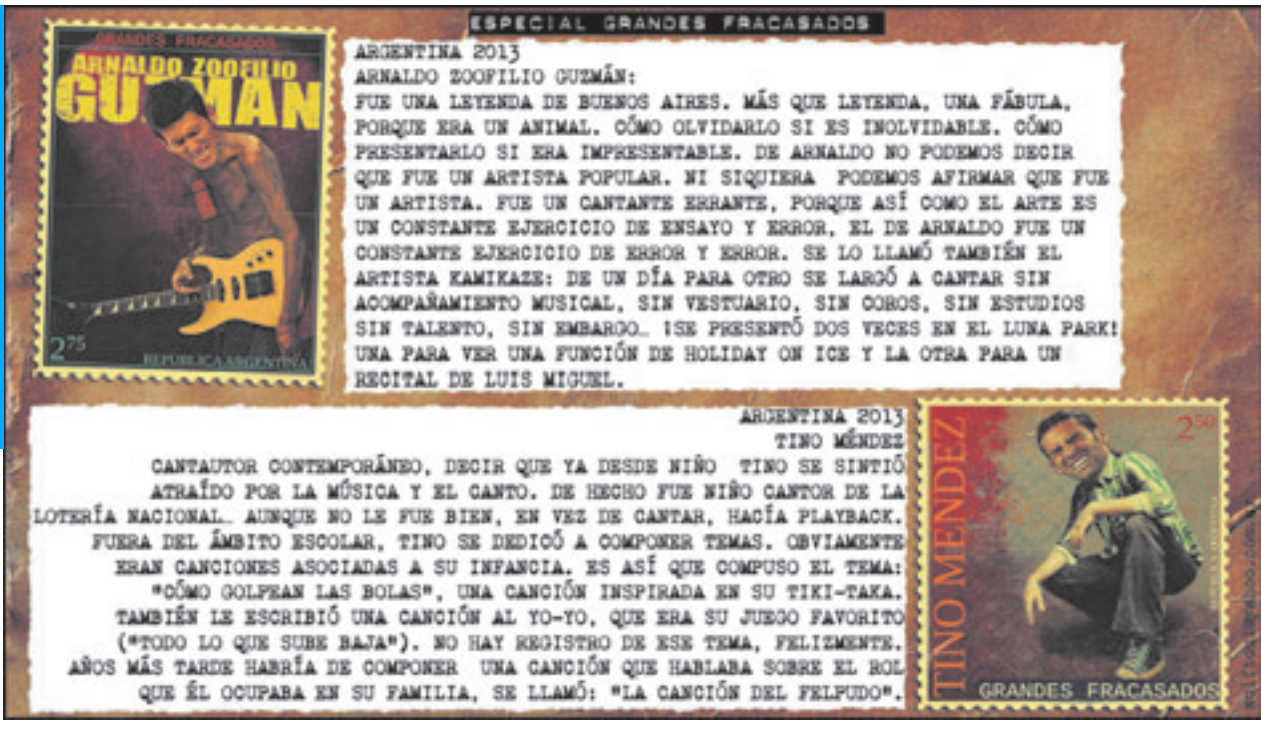 ESPECIAL GRANDES FRACASADOS
GRANDES FRACASADOS
ARNALDO ZOOFILIO
GUZMAN
2 75
REPUBLICA ARGENTINA
ARGENTINA 2013
ARNALDO ZOOFILIO GUZMÁN:
FUE UNA LEYENDA DE BUENOS AIRES. MÁS QUE LEYENDA, UNA FÁBULA,
PORQUE ERA UN ANIMAL. CÓMO OLVIDARLO SI ES INOLVIDABLE. CÓMO
PRESENTARLO SI ERA IMPRESENTABLE. DE ARNALDO NO PODEMOS DECIR
QUE FUE UN ARTISTA POPULAR. NI SIQUIERA PODEMOS AFIRMAR QUE FUE
UN ARTISTA. FUE UN CANTANTE ERRANTE, PORQUE ASÍ COMO EL ARTE ES
UN CONSTANTE EJERCICIO DE ENSAYO Y ERROR, EL DE ARNALDO FUE UN
CONSTANTE EJERCICIO DE ERROR Y ERROR. SE LO LLAMÓ TAMBIÉN EL
ARTISTA KAMIKAZE: DE UN DÍA PARA OTRO SE LARGÓ A CANTAR SIN
ACOMPAÑAMIENTO MUSICAL, SIN VESTUARIO, SIN COROS, SIN ESTUDIOS
SIN TALENTO, SIN EMBARGO… ¡SE PRESENTÓ DOS VECES EN EL LUNA PARK!
UNA PARA VER UNA FUNCIÓN DE HOLIDAY ON ICE Y LA OTRA PARA UN
RECITAL DE LUIS MIGUEL.
ARGENTINA 2013
TINO MÉNDEZ
CANTAUTOR CONTEMPORÁNEO, DECIR QUE YA DESDE NIÑO TINO SE SINTIÓ
ATRAÍDO POR LA MÚSICA Y EL CANTO. DE HECHO FUE NIÑO CANTOR DE LA
LOTERÍA NACIONAL… AUNQUE NO LE FUE BIEN, EN VEZ DE CANTAR, HACÍA PLAYBACK.
FUERA DEL ÁMBITO ESCOLAR, TINO SE DEDICÓ A COMPONER TEMAS. OBVIAMENTE
ERAN CANCIONES ASOCIADAS A SU INFANCIA. ES ASÍ QUE COMPUSO EL TEMA:
"CÓMO GOLPEAN LAS BOLAS", UNA CANCIÓN INSPIRADA EN SU TIKI-TAKA.
TAMBIÉN LE ESCRIBIÓ UNA CANCIÓN AL YO-YO, QUE ERA SU JUEGO FAVORITO
("TODO LO QUE SUBE BAJA"). NO HAY REGISTRO DE ESE TEMA, FELIZMENTE.
AÑOS MÁS TARDE HABRÍA DE COMPONER UNA CANCIÓN QUE HABLABA SOBRE EL ROL
QUE ÉL OCUPABA EN SU FAMILIA, SE LLAMÓ: "LA CANCIÓN DEL FELPUDO".
TINO MENDEZ
2 50
GRANDES FRACASADOS